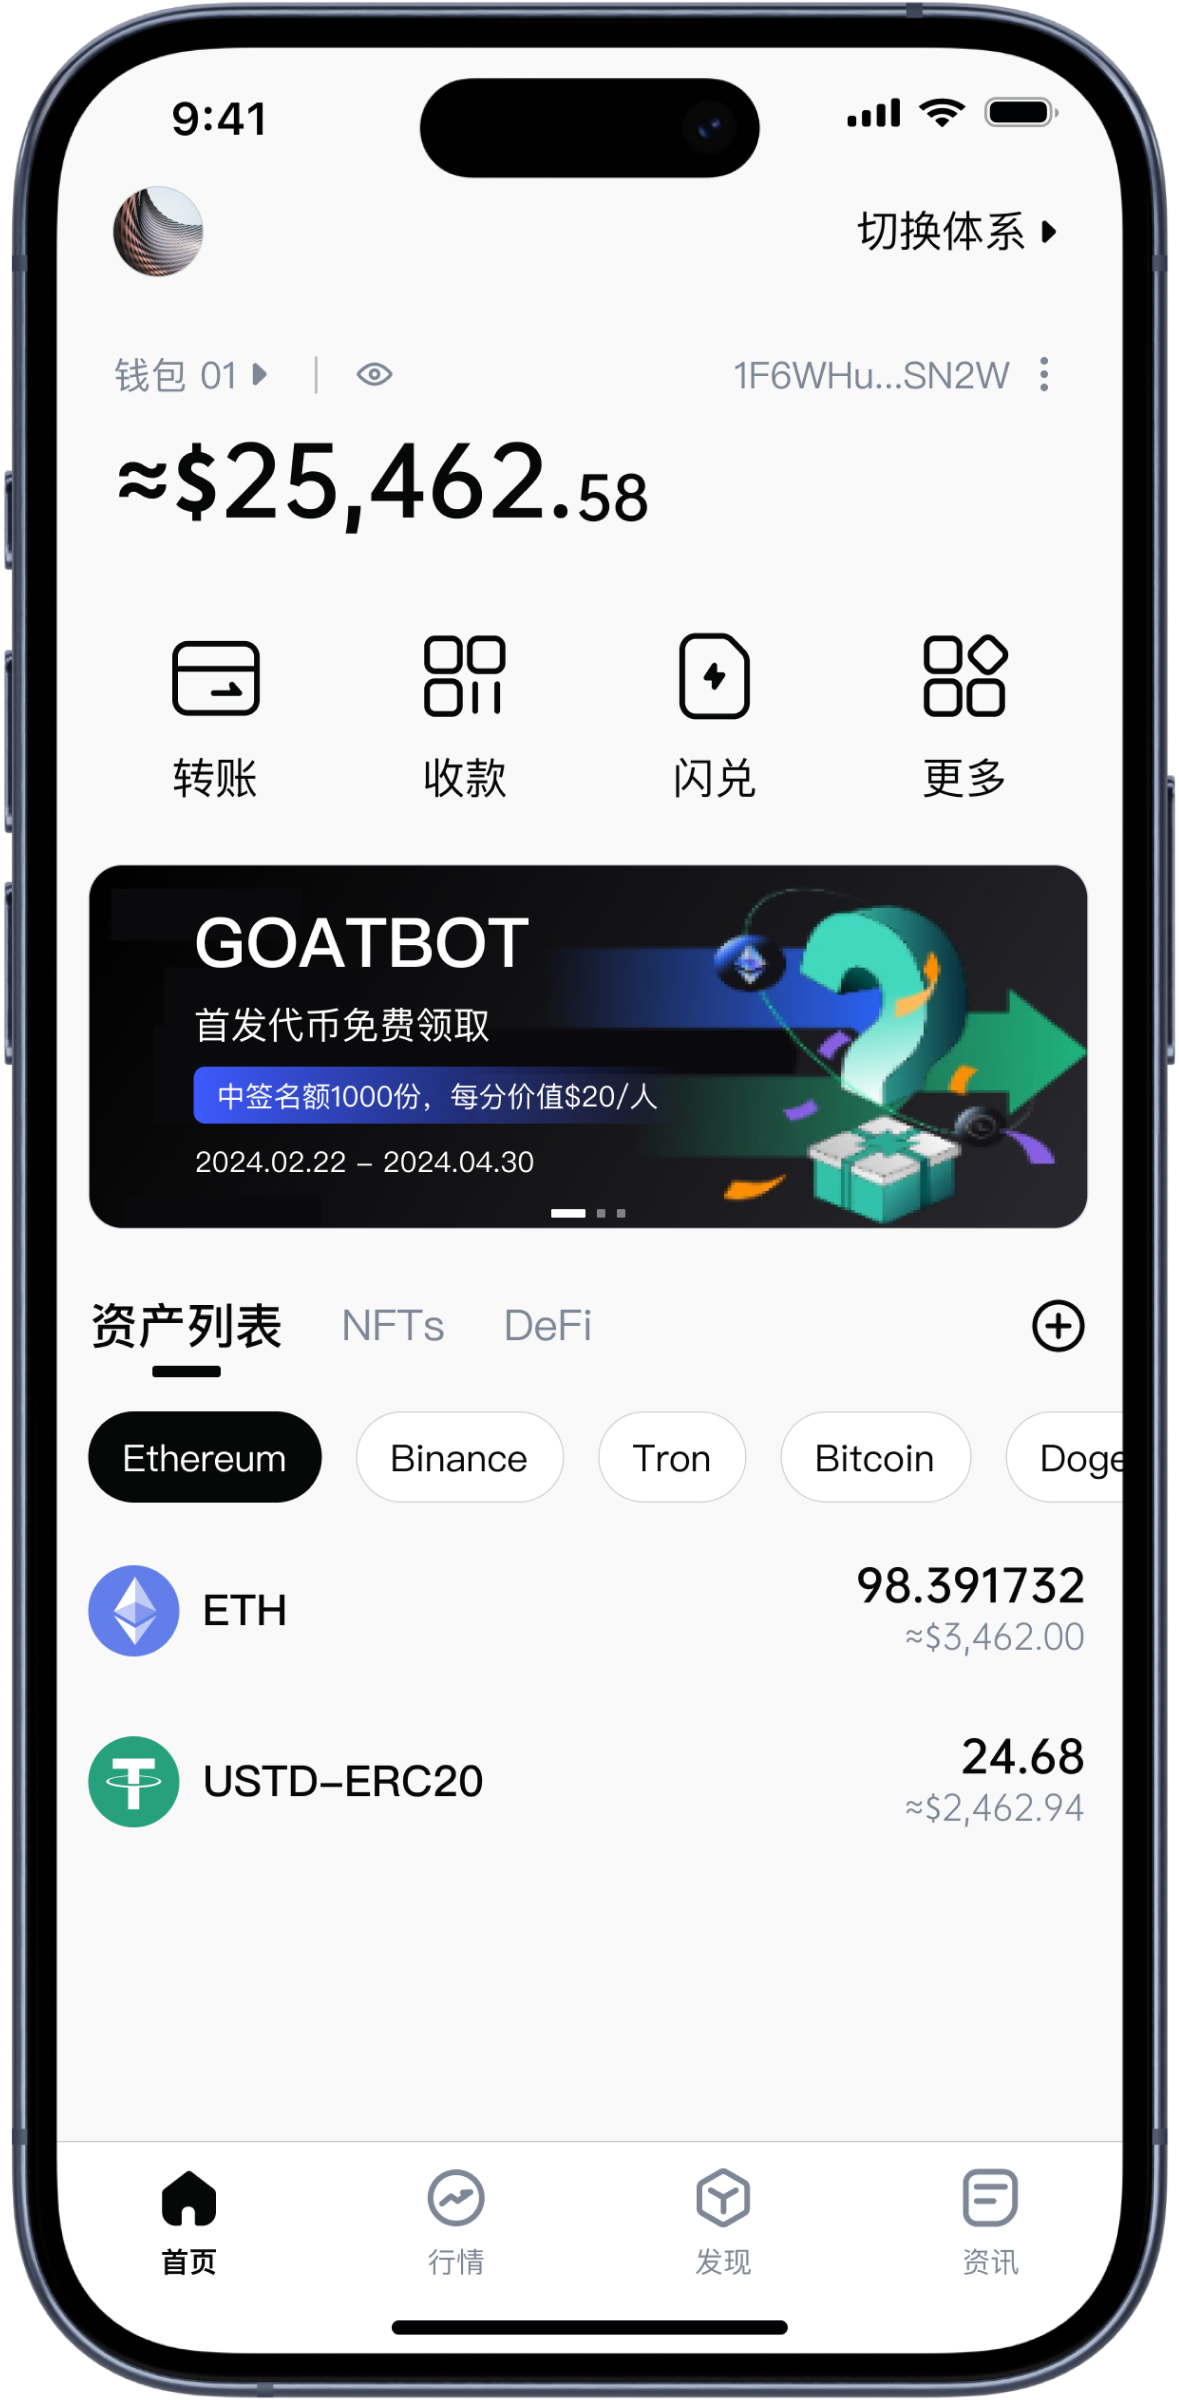 9:41
切换体系
钱包 01
1F6WHu...SN2W
≈$25,462.58
转账 收款 闪兑 更多
GOATBOT
首发代币免费领取
中签名额1000份，每分价值$20/人
2024.02.22 – 2024.04.30
资产列表 NFTs DeFi
Ethereum Binance Tron Bitcoin Doge
ETH
98.391732
≈$3,462.00
USTD–ERC20
24.68
≈$2,462.94
首页 行情 发现 资讯